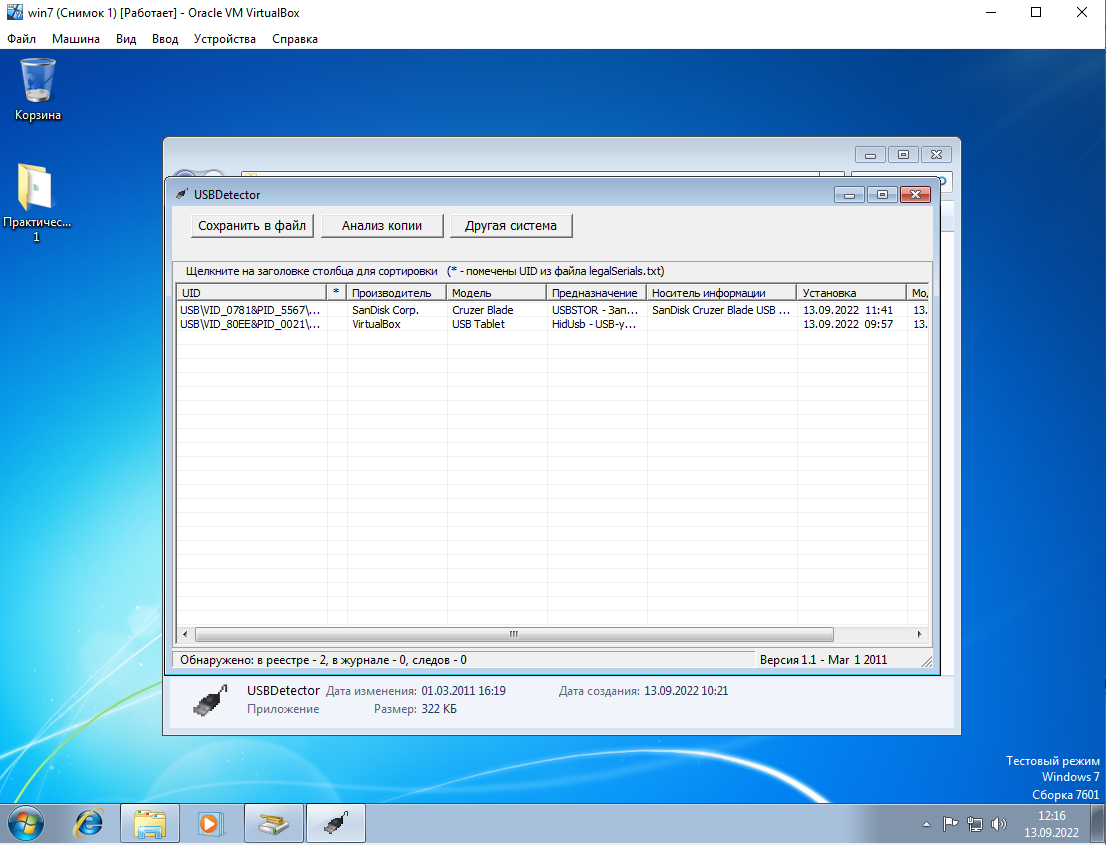 win7 (Снимок 1) [Работает] - Oracle VM VirtualBox
Файл Машина Вид Ввод Устройства Справка
Корзина
Практичес...
1
USBDetector
Сохранить в файл Анализ копии Другая система
Щелкните на заголовке столбца для сортировки (* - помечены UID из файла legalSerials.txt)
UID * Производитель Модель Предназначение Носитель информации Установка Мо,
USB\VID_0781&PID_5567\... SanDisk Corp. Cruzer Blade USBSTOR - Зап... SanDisk Cruzer Blade USB ... 13.09.2022 11:41 13.
USB\VID_80EE&PID_0021\... VirtualBox USB Tablet HidUsb - USB-у... 13.09.2022 09:57 13.
Обнаружено: в реестре - 2, в журнале - 0, следов - 0 Версия 1.1 - Mar 1 2011
USBDetector Дата изменения: 01.03.2011 16:19 Дата создания: 13.09.2022 10:21
Приложение Размер: 322 КБ
Тестовый режим
Windows 7
Сборка 7601
12:16
13.09.2022